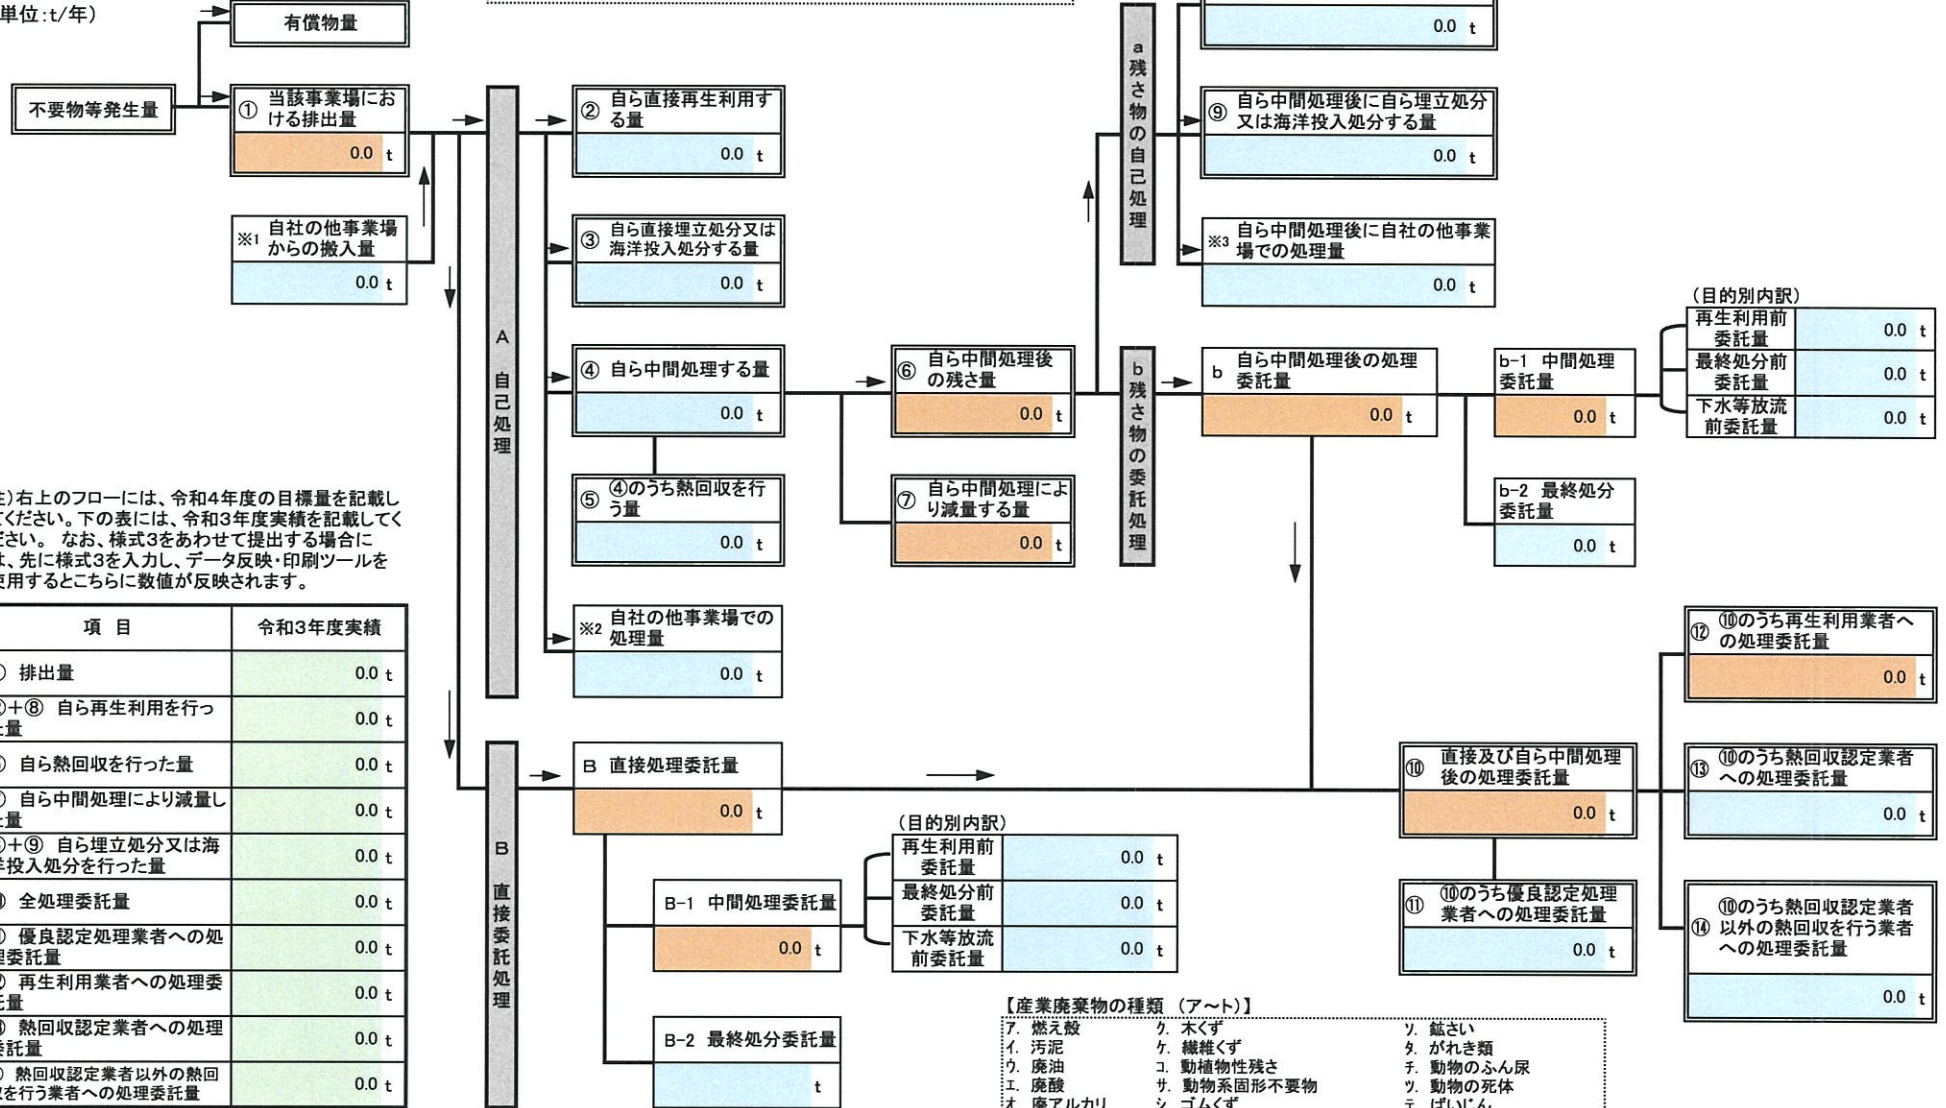 単位:t/年)
有償物量
不要物等発生量
① 当該事業場にお
ける排出量
0.0 t
※1 自社の他事業場
からの搬入量
0.0 t
A 自己処理
② 自ら直接再生利用す
る量
0.0 t
③ 自ら直接埋立処分又は
海洋投入処分する量
0.0 t
④ 自ら中間処理する量
0.0 t
⑤ ④のうち熱回収を行
う量
0.0 t
※2 自社の他事業場での
処理量
0.0 t
⑥ 自ら中間処理後
の残さ量
0.0 t
⑦ 自ら中間処理によ
り減量する量
0.0 t
a 残さ物の自己処理
0.0 t
⑨ 自ら中間処理後に自ら埋立処分
又は海洋投入処分する量
0.0 t
※3 自ら中間処理後に自社の他事業
場での処理量
0.0 t
b 残さ物の委託処理
b 自ら中間処理後の処理
委託量
0.0 t
b-1 中間処理
委託量
0.0 t
(目的別内訳)
再生利用前
委託量
0.0 t
最終処分前
委託量
0.0 t
下水等放流
前委託量
0.0 t
b-2 最終処分
委託量
0.0 t
)右上のフローには、令和4年度の目標量を記載し
ください。下の表には、令和3年度実績を記載してく
さい。 なお、様式3をあわせて提出する場合に
、先に様式3を入力し、データ反映・印刷ツールを
用するとこちらに数値が反映されます。
項 目 令和3年度実績
排出量 0.0 t
+⑧ 自ら再生利用を行っ
量
0.0 t
自ら熱回収を行った量 0.0 t
自ら中間処理により減量し
量
0.0 t
+⑨ 自ら埋立処分又は海
投入処分を行った量
0.0 t
全処理委託量 0.0 t
優良認定処理業者への処
委託量
0.0 t
再生利用業者への処理委
量
0.0 t
熱回収認定業者への処理
託量
0.0 t
熱回収認定業者以外の熱回
を行う業者への処理委託量
0.0 t
B 直接委託処理
B 直接処理委託量
0.0 t
B-1 中間処理委託量
0.0 t
(目的別内訳)
再生利用前
委託量
0.0 t
最終処分前
委託量
0.0 t
下水等放流
前委託量
0.0 t
B-2 最終処分委託量
t
⑩ 直接及び自ら中間処理
後の処理委託量
0.0 t
⑪ ⑩のうち優良認定処理
業者への処理委託量
0.0 t
⑫ ⑩のうち再生利用業者へ
の処理委託量
0.0 t
⑬ ⑩のうち熱回収認定業者
への処理委託量
0.0 t
⑭ ⑩のうち熱回収認定業者
以外の熱回収を行う業者
への処理委託量
0.0 t
【産業廃棄物の種類 (ア~ト)】
ア. 燃え殻 ク. 木くず ソ. 鉱さい
イ. 汚泥 ケ. 繊維くず タ. がれき類
ウ. 廃油 コ. 動植物性残さ チ. 動物のふん尿
エ. 廃酸 サ. 動物系固形不要物 ツ. 動物の死体
オ. 廃アルカリ シ. ゴムくず テ. ばいじん